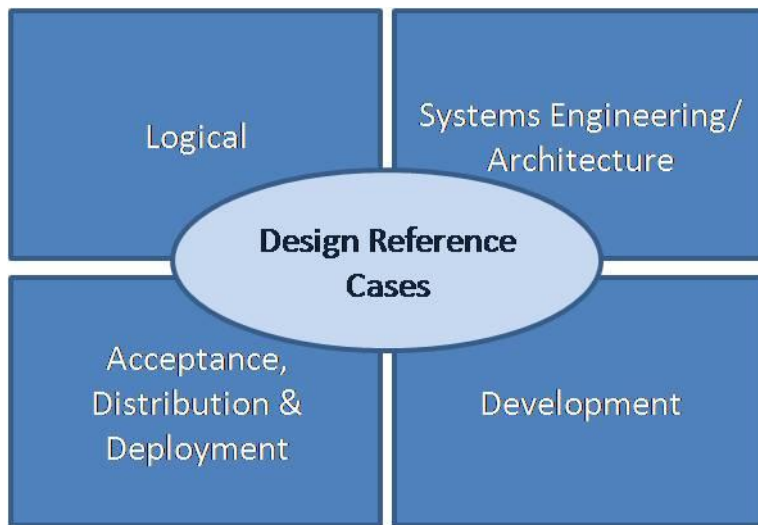 Logical
Systems Engineering/
Architecture
Design Reference
Cases
Acceptance,
Distribution &
Deployment
Development